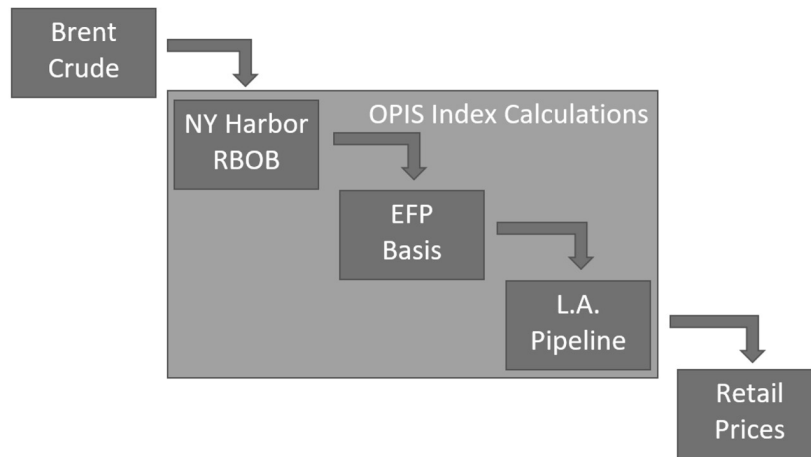 Brent
Crude
NY Harbor
RBOB
OPIS Index Calculations
EFP
Basis
L.A.
Pipeline
Retail
Prices